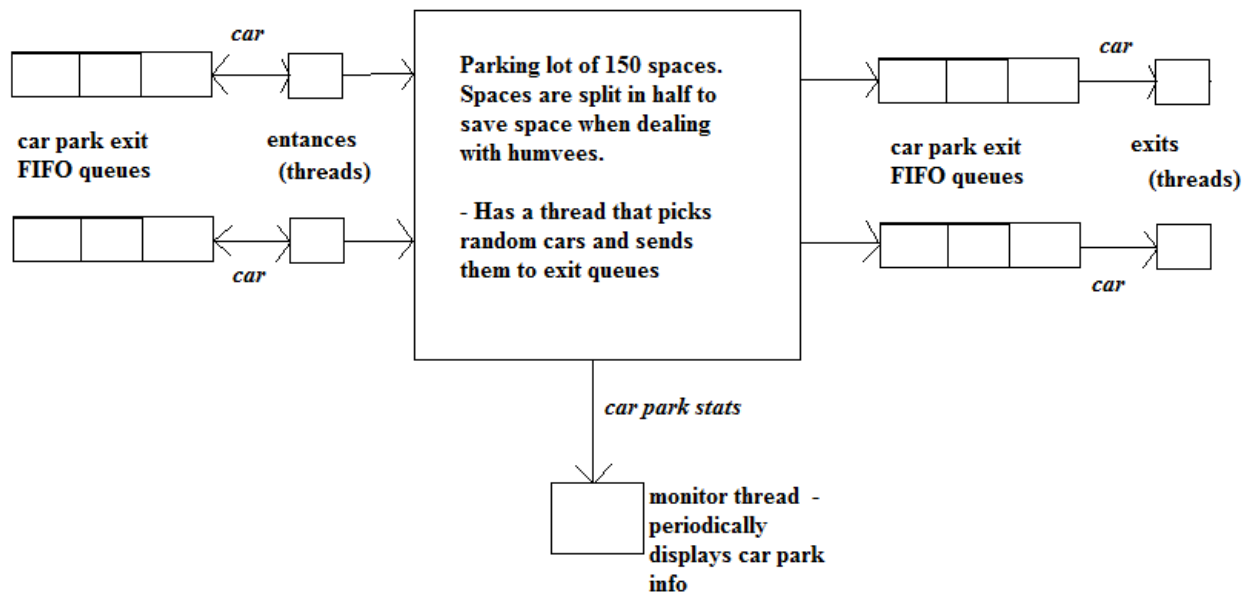 car
car park exit
FIFO queues
entances
(threads)
car
Parking lot of 150 spaces.
Spaces are split in half to
save space when dealing
with humvees.
- Has a thread that picks
random cars and sends
them to exit queues
car
car park exit
FIFO queues
exits
(threads)
car
car park stats
monitor thread -
periodically
displays car park
info